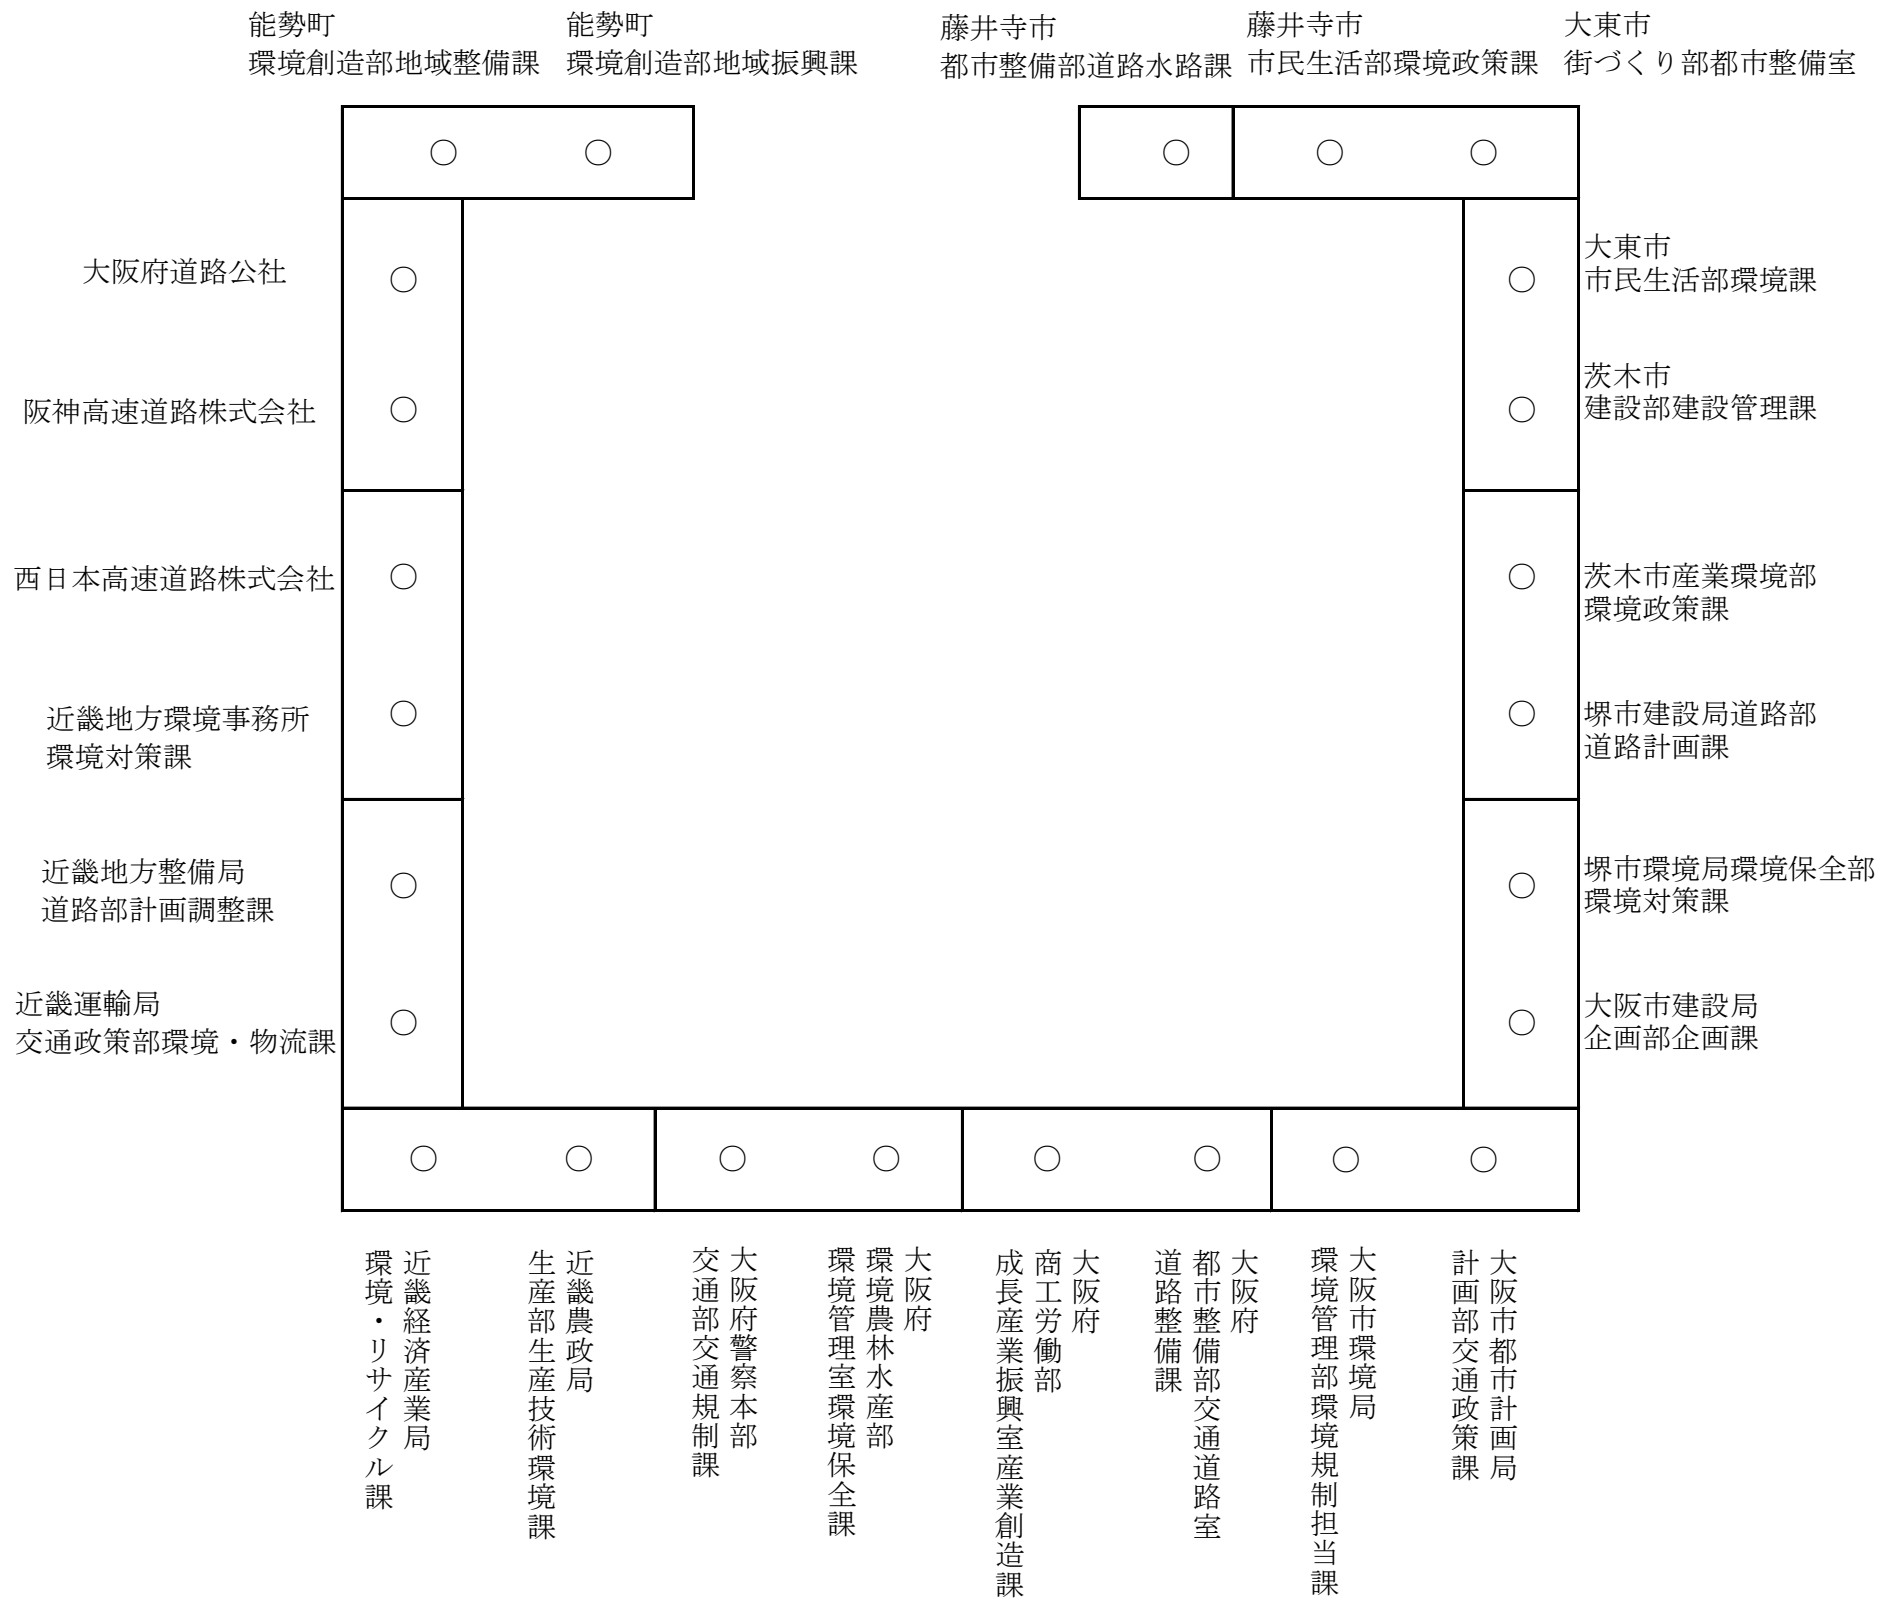 能勢町
環境創造部地域整備課
能勢町
環境創造部地域振興課
藤井寺市
都市整備部道路水路課
藤井寺市
市民生活部環境政策課
大東市
街づくり部都市整備室
大阪府道路公社
阪神高速道路株式会社
西日本高速道路株式会社
近畿地方環境事務所
環境対策課
近畿地方整備局
道路部計画調整課
近畿運輸局
交通政策部環境・物流課
大東市
市民生活部環境課
茨木市
建設部建設管理課
茨木市産業環境部
環境政策課
堺市建設局道路部
道路計画課
堺市環境局環境保全部
環境対策課
大阪市建設局
企画部企画課
近畿経済産業局
環境・リサイクル課
近畿農政局
生産部生産技術環境課
大阪府警察本部
交通部交通規制課
大阪府
環境農林水産部
環境管理室環境保全課
大阪府
商工労働部
成長産業振興室産業創造課
大阪府
都市整備部交通道路室
道路整備課
大阪市環境局
環境管理部環境規制担当課
大阪市都市計画局
計画部交通政策課